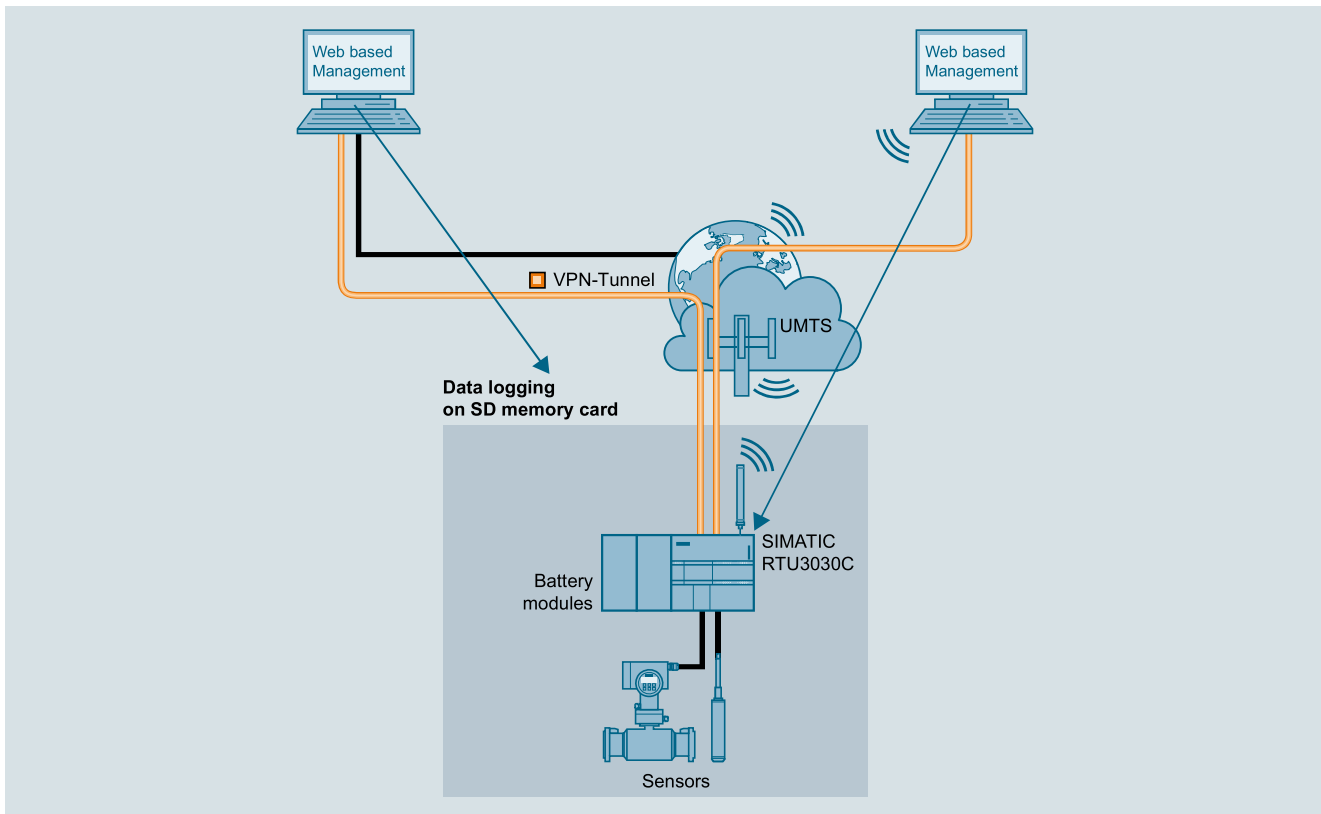 Web based
Management
Web based
Management
VPN-Tunnel
UMTS
Data logging
on SD memory card
SIMATIC
RTU3030C
Battery
modules
Sensors